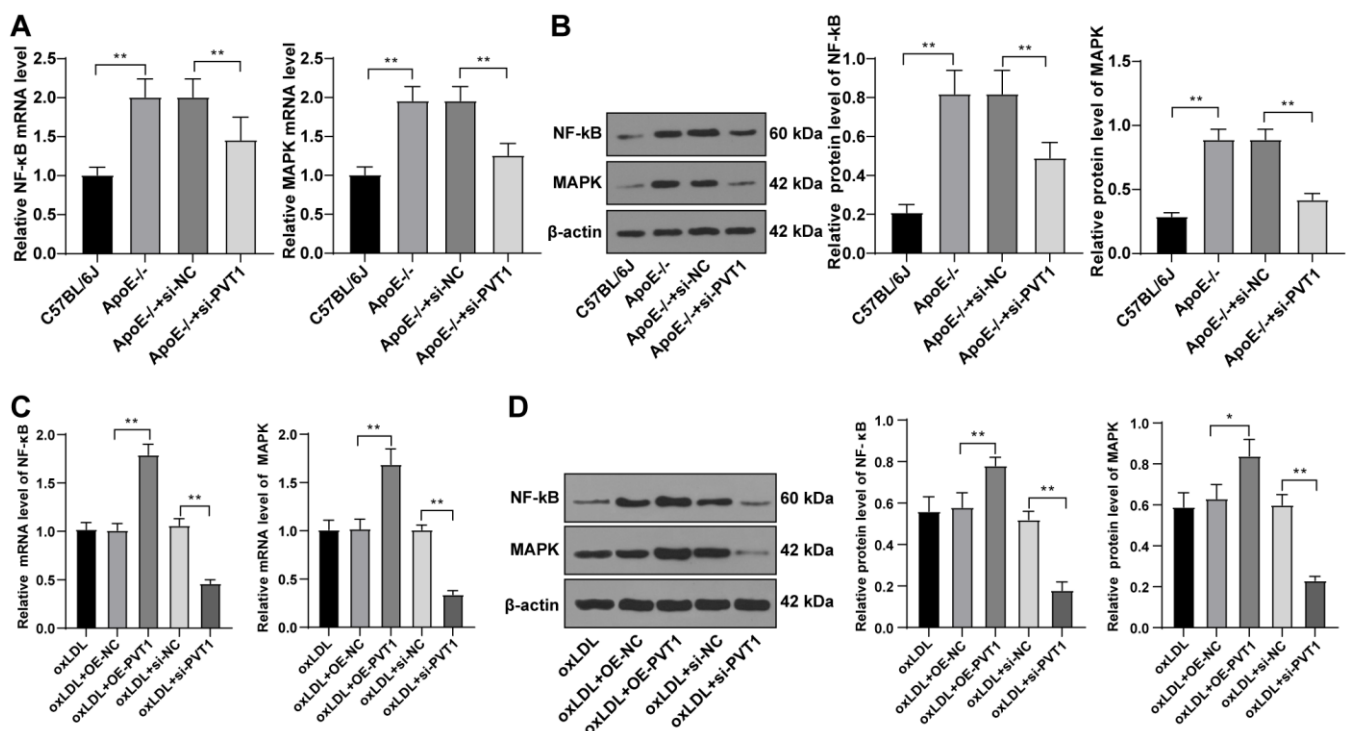 A
Relative NF-κB mRNA level
2.5
2.0
1.5
1.0
0.5
0.0
**
**
C57BL/6J
ApoE-/-
ApoE-/-+si-NC
ApoE-/-+si-PVT1
Relative MAPK mRNA level
2.5
2.0
1.5
1.0
0.5
0.0
**
**
C57BL/6J
ApoE-/-
ApoE-/-+si-NC
ApoE-/-+si-PVT1
B
NF-kB
60 kDa
MAPK
42 kDa
β-actin
42 kDa
C57BL/6J
ApoE-/-
ApoE-/-+si-NC
ApoE-/-+si-PVT1
Relative protein level of NF-kB
1.0
0.8
0.6
0.4
0.2
0.0
**
**
C57BL/6J
ApoE-/-
ApoE-/-+si-NC
ApoE-/-+si-PVT1
Relative protein level of MAPK
1.5
1.0
0.5
0.0
**
**
C57BL/6J
ApoE-/-
ApoE-/-+si-NC
ApoE-/-+si-PVT1
C
Relative mRNA level of NF-κB
2.0
1.5
1.0
0.5
0.0
**
**
oxLDL
oxLDL+OE-NC
oxLDL+OE-PVT1
oxLDL+si-NC
oxLDL+si-PVT1
Relative mRNA level of MAPK
2.0
1.5
1.0
0.5
0.0
**
**
oxLDL
oxLDL+OE-NC
oxLDL+OE-PVT1
oxLDL+si-NC
oxLDL+si-PVT1
D
NF-kB
60 kDa
MAPK
42 kDa
β-actin
42 kDa
oxLDL
oxLDL+OE-NC
oxLDL+OE-PVT1
oxLDL+si-NC
oxLDL+si-PVT1
Relative protein level of NF- κB
1.0
0.8
0.6
0.4
0.2
0.0
**
**
oxLDL
oxLDL+OE-NC
oxLDL+OE-PVT1
oxLDL+si-NC
oxLDL+si-PVT1
Relative protein level of MAPK
1.0
0.8
0.6
0.4
0.2
0.0
*
**
oxLDL
oxLDL+OE-NC
oxLDL+OE-PVT1
oxLDL+si-NC
oxLDL+si-PVT1